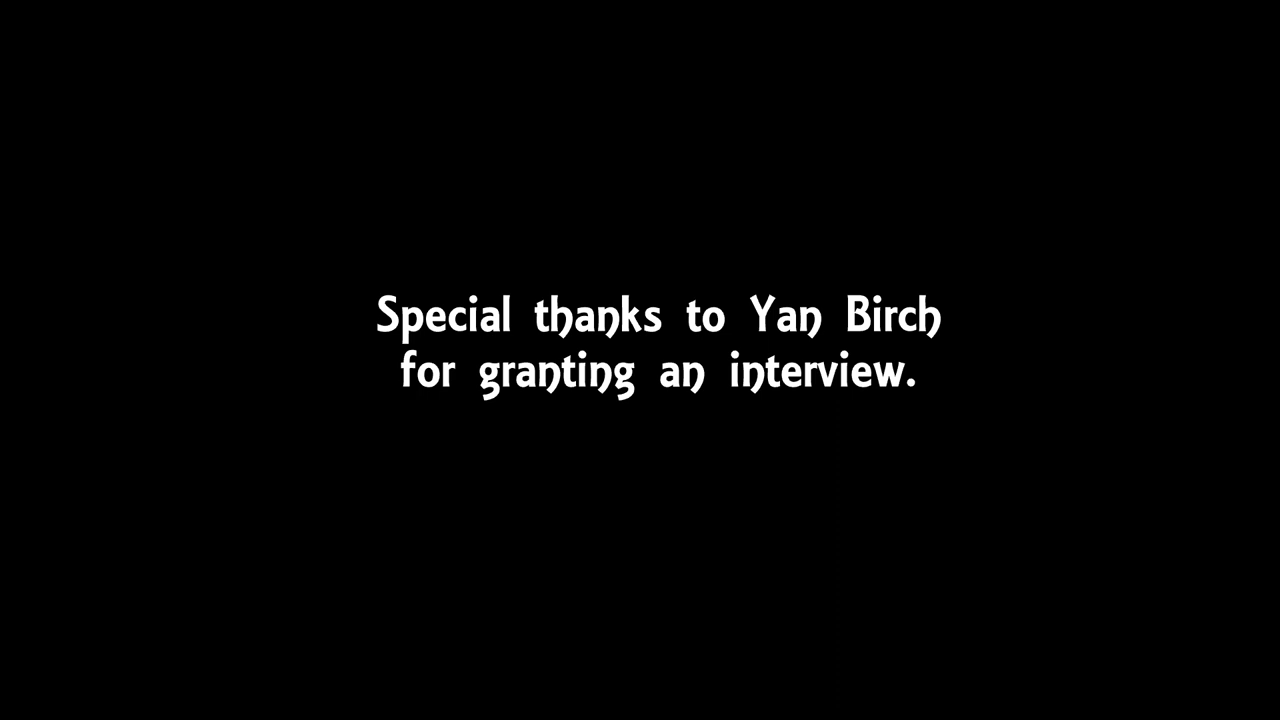 Special thanks to Yan Birch
for granting an interview.